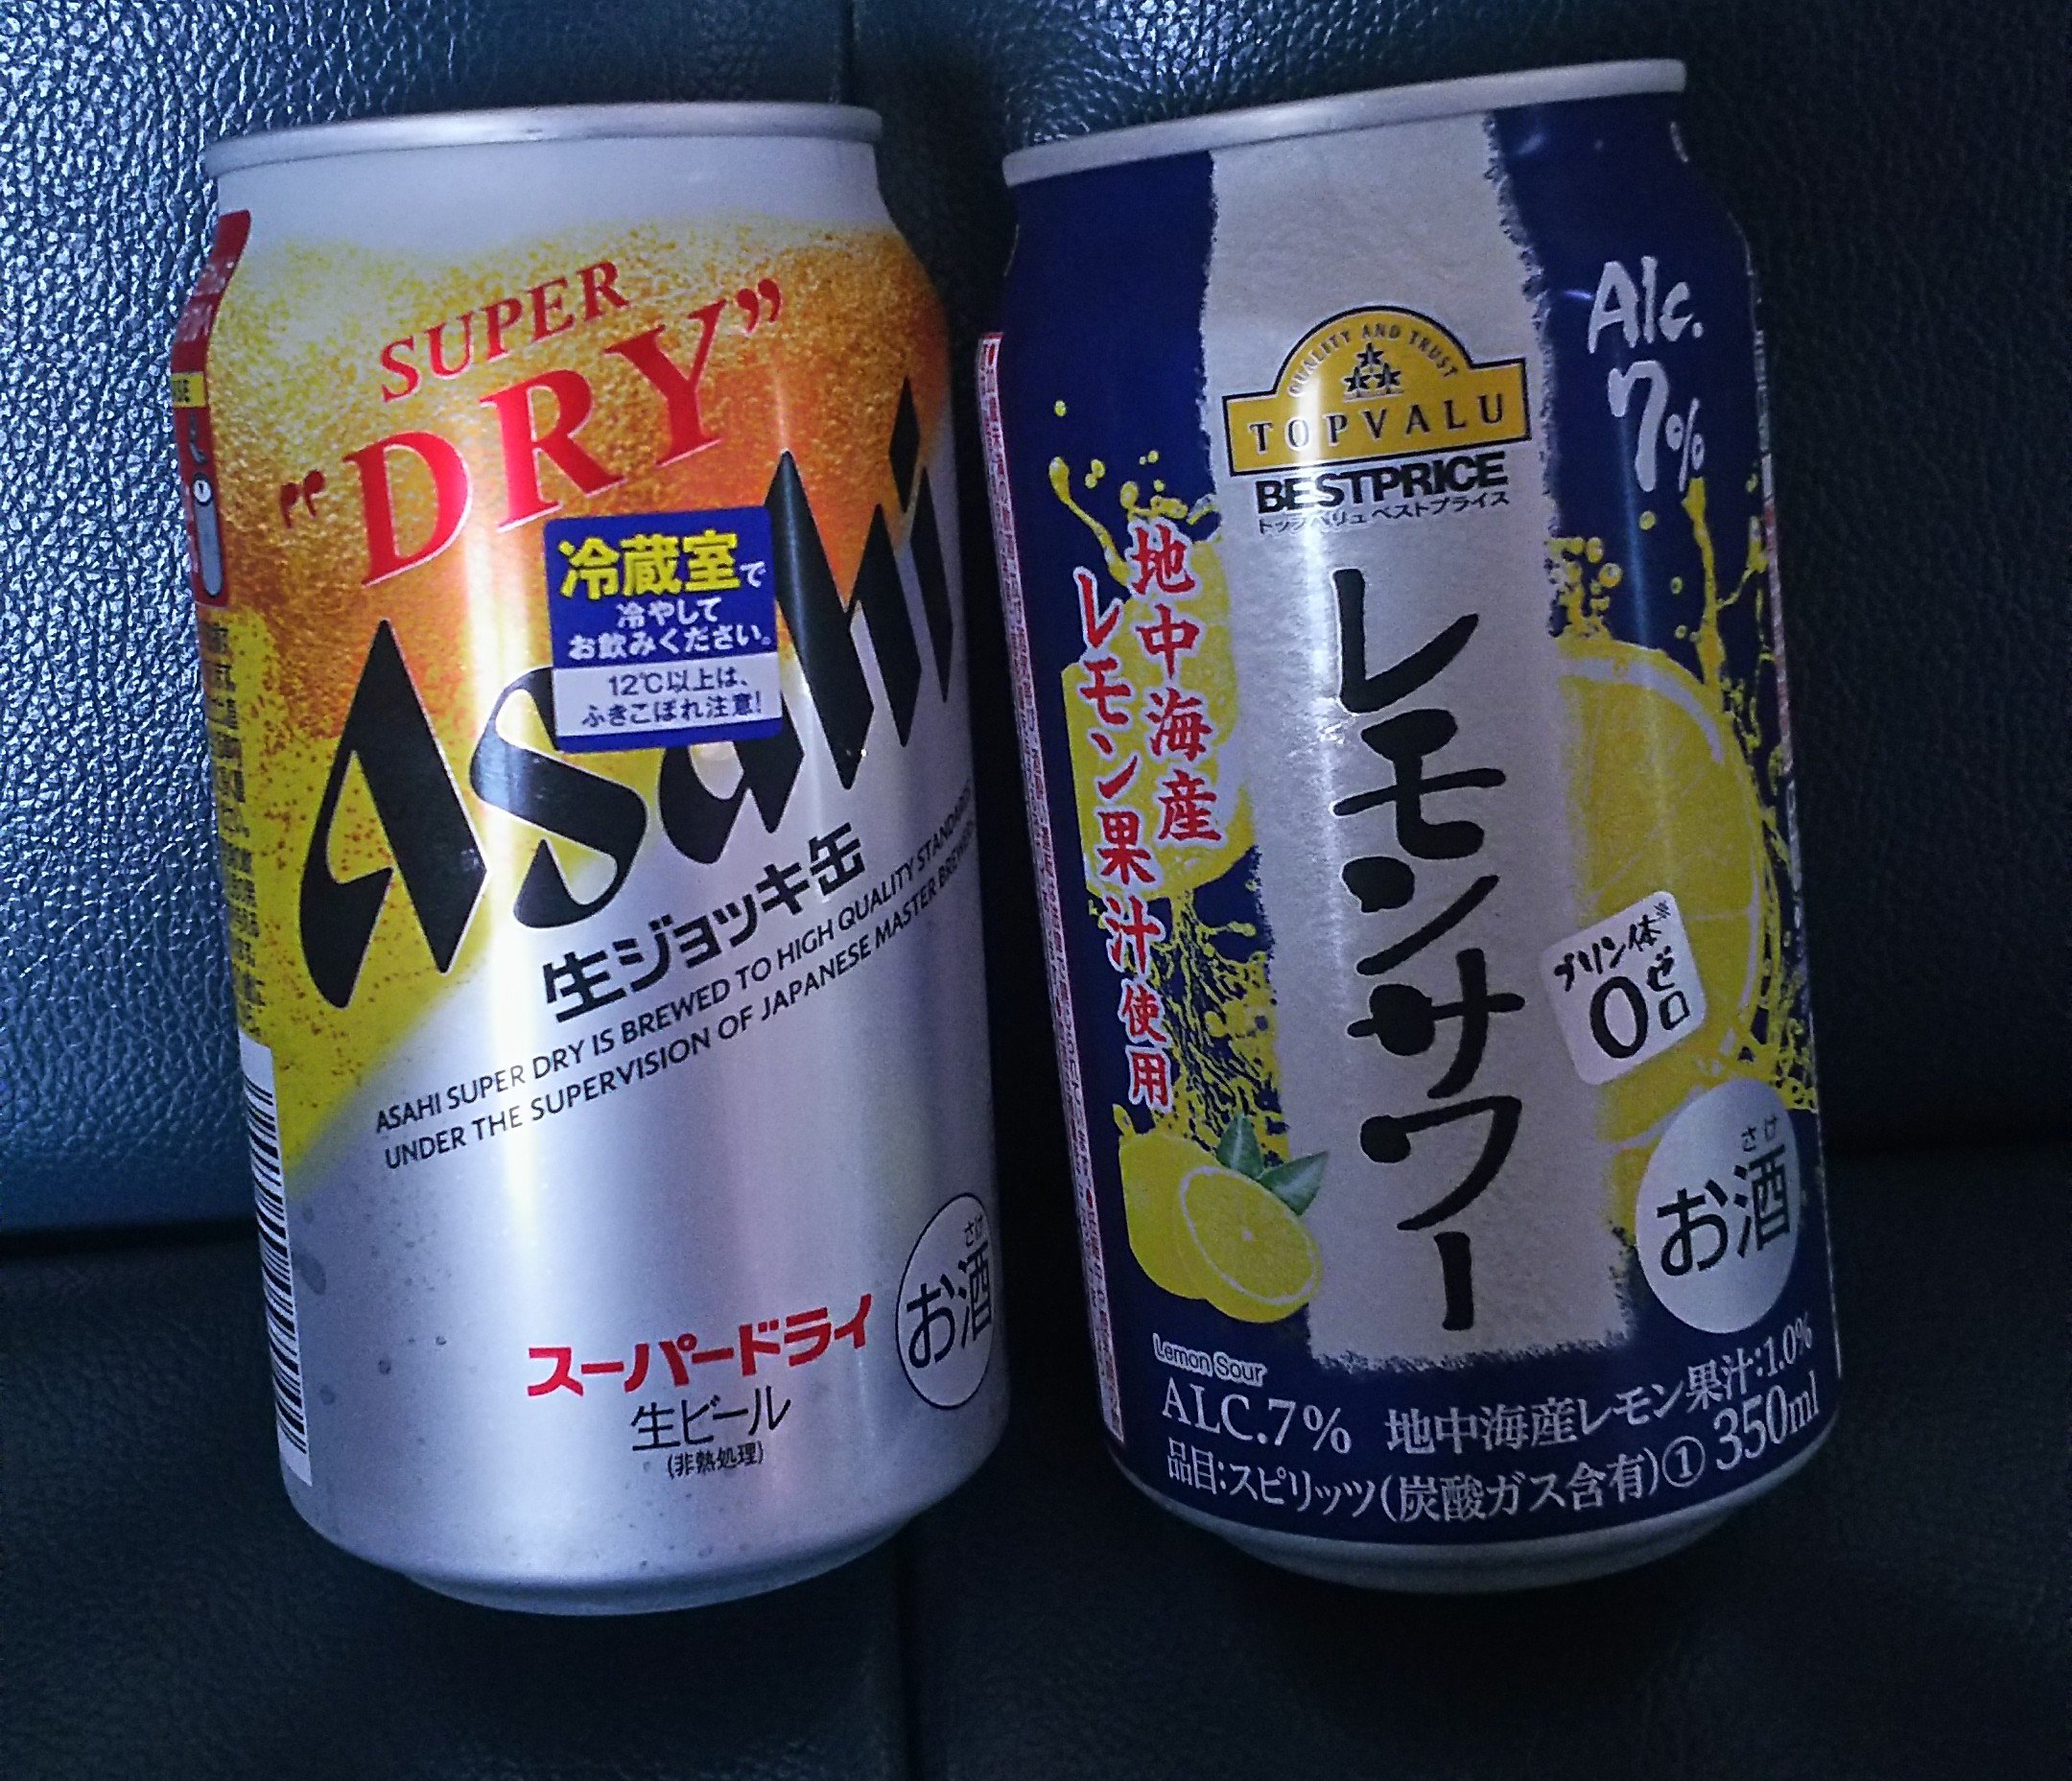 SUPER
"DRY"
Asahi
冷蔵室で
冷やして
お飲みください。
12℃以上は、
ふきこぼれ注意!
生ジョッキ缶
ASAHI SUPER DRY IS BREWED TO HIGH QUALITY STANDARDS
UNDER THE SUPERVISION OF JAPANESE MASTER
スーパードライ
生ビール
(非熱処理)
さけ
お酒
Alc.
7%
QUALITY AND TRUST
TOPVALU
BESTPRICE
トップバリュベストプライス
地中海産
レモン果汁使用
レモンサワー
プリン体※
0ゼロ
さけ
お酒
Lemon Sour
ALC.7% 地中海産レモン果汁:1.0%
品目:スピリッツ(炭酸ガス含有)① 350ml